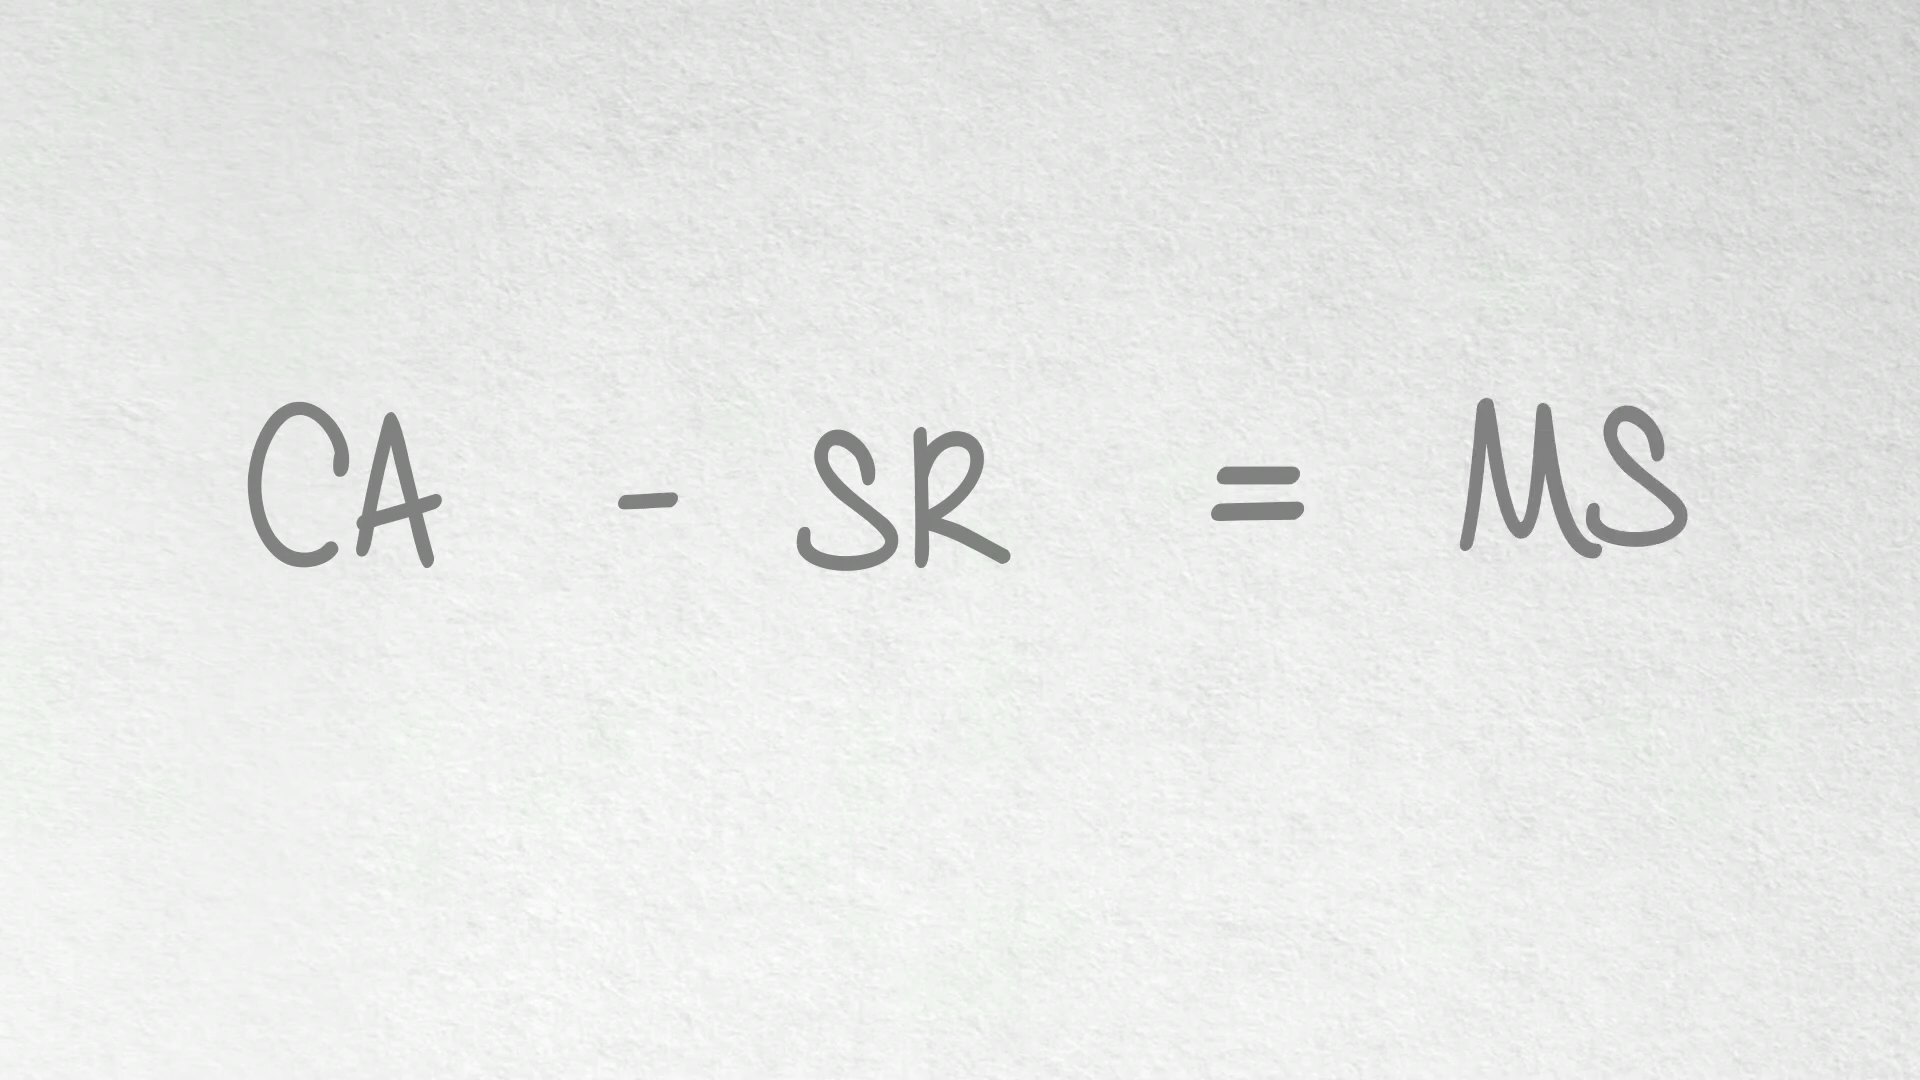 CA - SR = MS